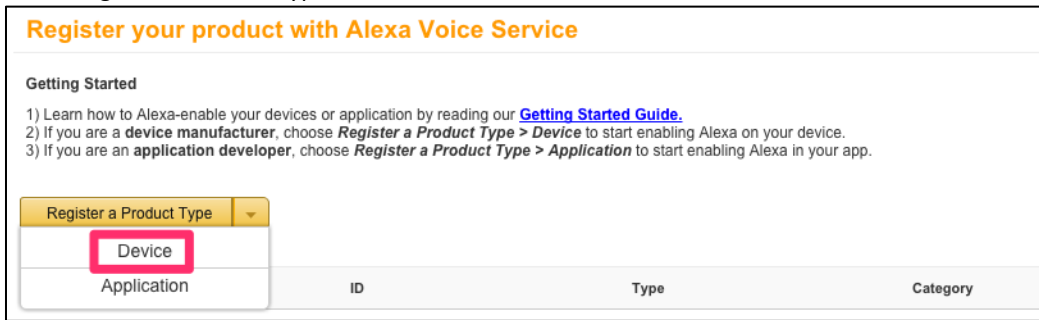 Register your product with Alexa Voice Service
Getting Started
1) Learn how to Alexa-enable your devices or application by reading our Getting Started Guide.
2) If you are a device manufacturer, choose Register a Product Type > Device to start enabling Alexa on your device.
3) If you are an application developer, choose Register a Product Type > Application to start enabling Alexa in your app.
Register a Product Type
Device
Application
ID Type Category